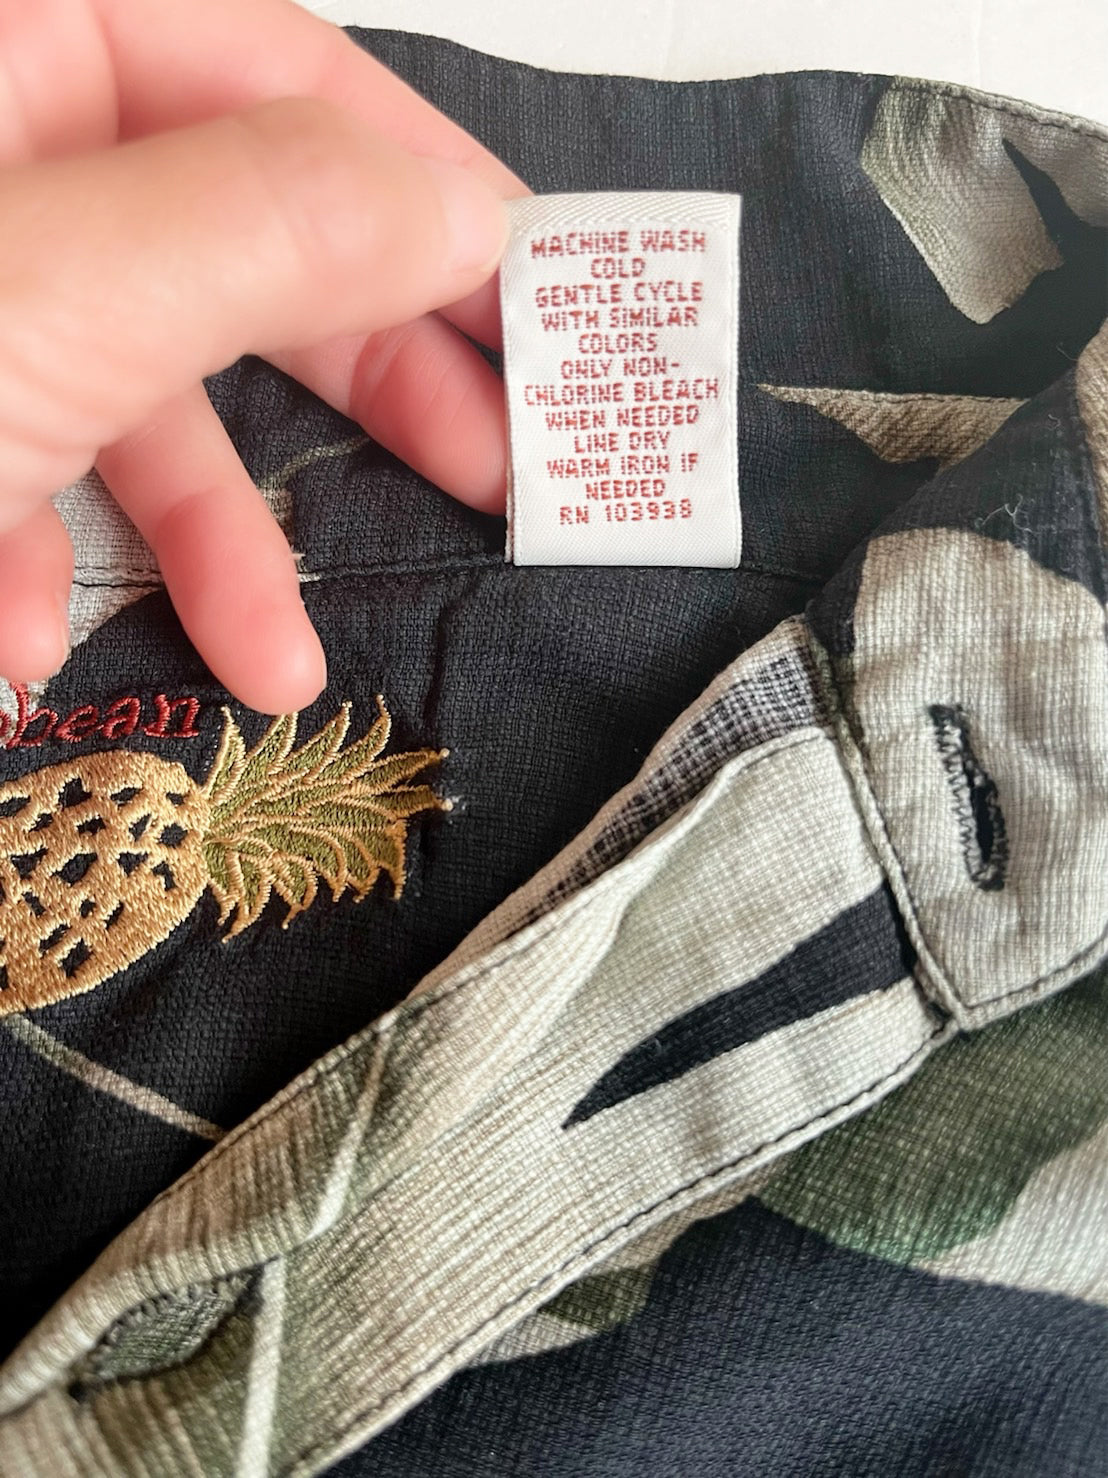 MACHINE WASH
COLD
GENTLE CYCLE
WITH SIMILAR
COLORS
ONLY NON-
CHLORINE BLEACH
WHEN NEEDED
LINE DRY
WARM IRON IF
NEEDED
RN 103938